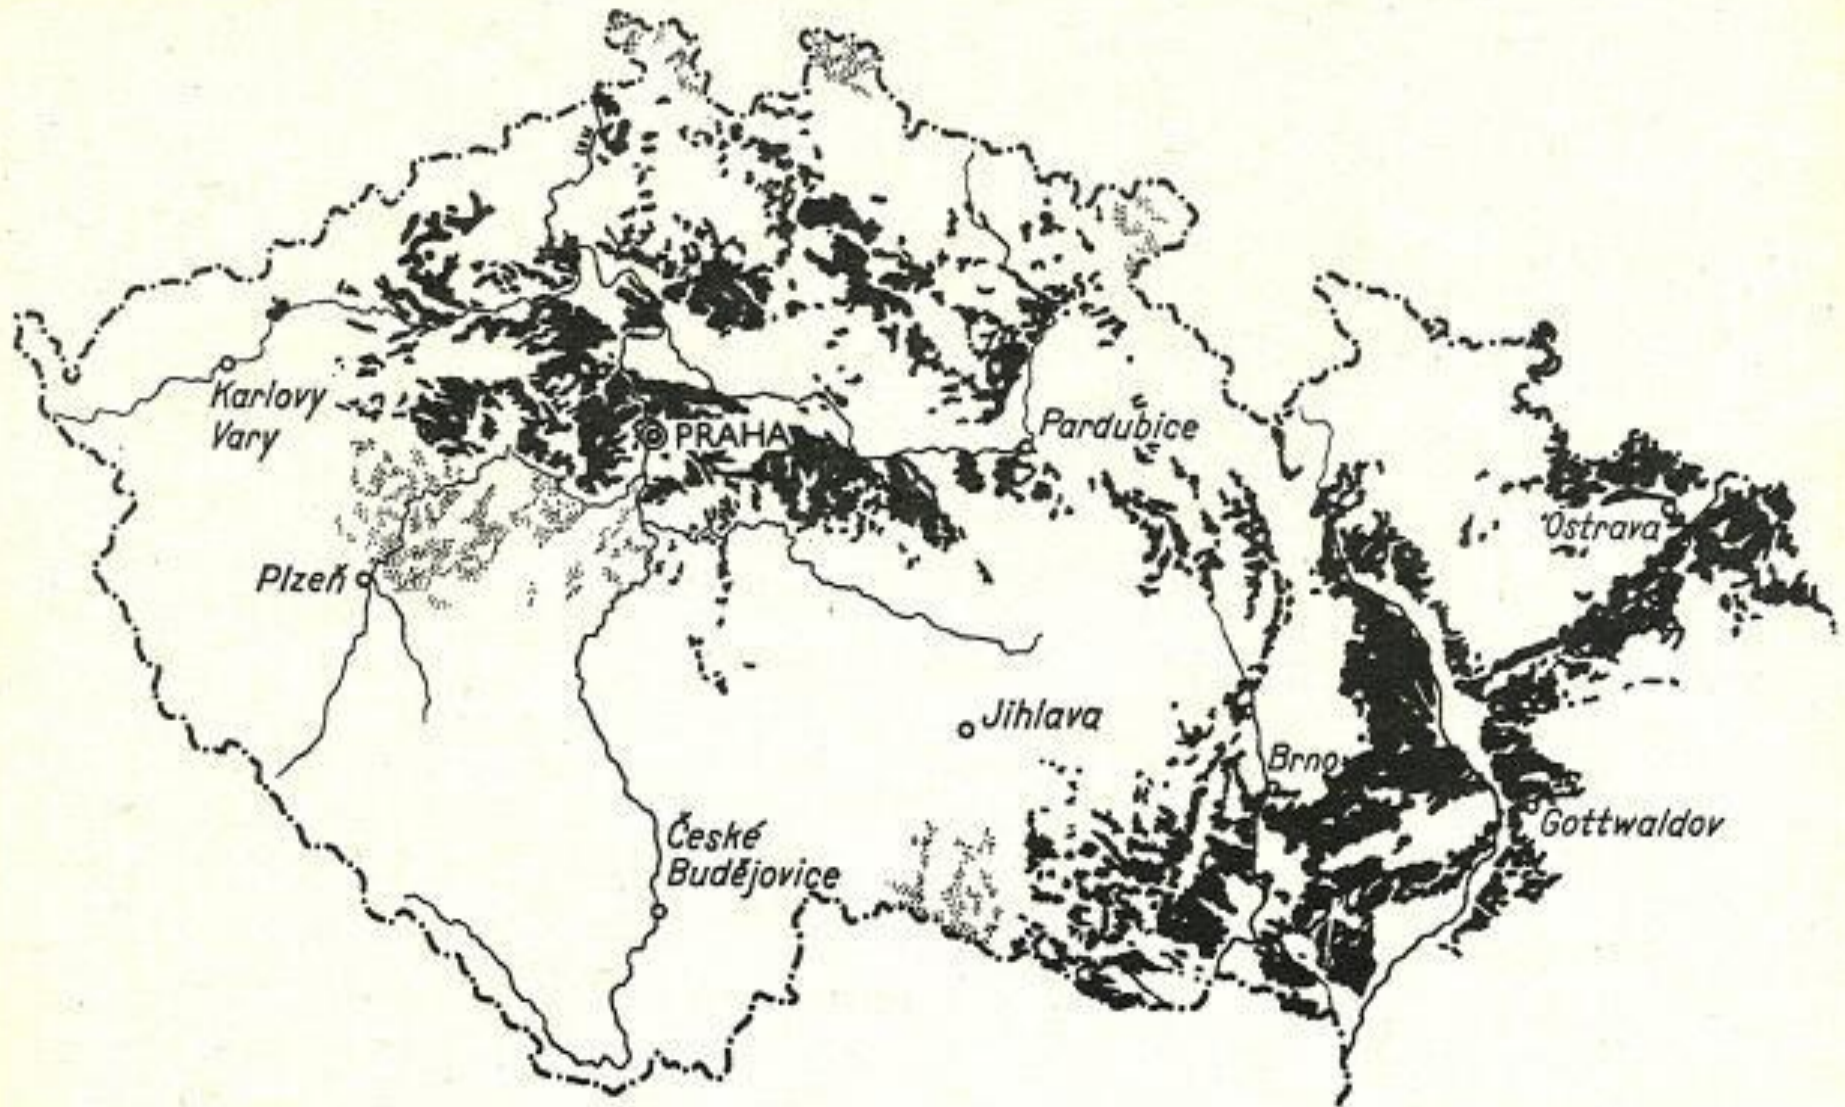 Karlovy
Vary
PRAHA
Pardubice
Ostrava
Plzeň
Jihlava
Brno
České
Budějovice
Gottwaldov